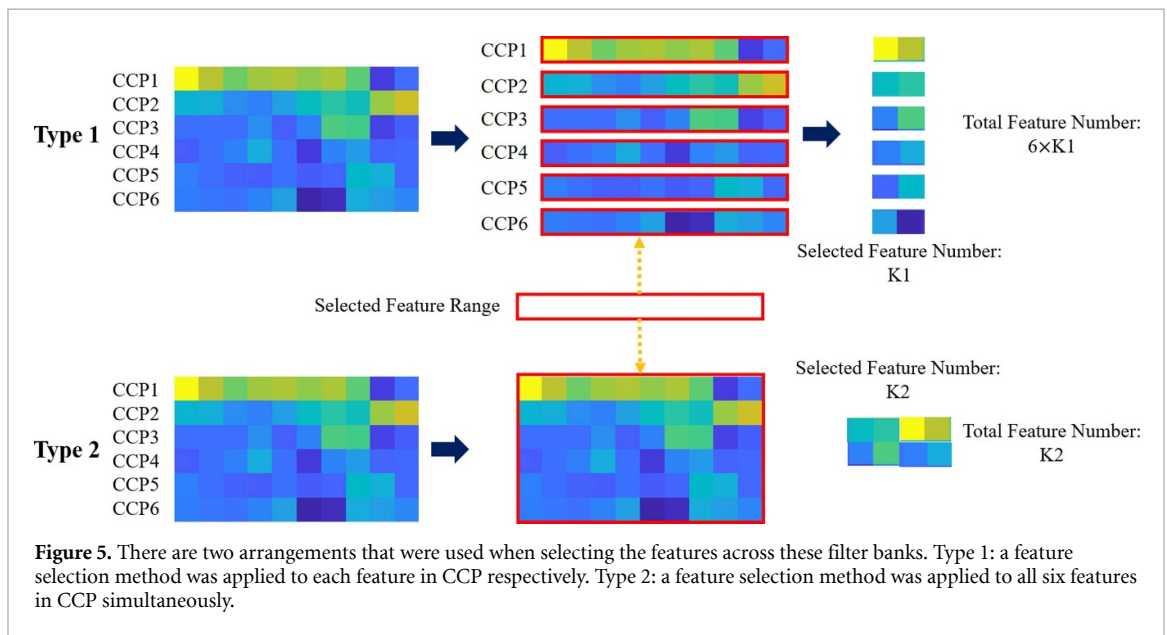 CCP1
CCP2
CCP3
CCP4
CCP5
CCP6
Type 1
CCP1
CCP2
CCP3
CCP4
CCP5
CCP6
Total Feature Number:
6×K1
Selected Feature Number:
K1
Selected Feature Range
CCP1
CCP2
CCP3
CCP4
CCP5
CCP6
Type 2
Selected Feature Number:
K2
Total Feature Number:
K2
Figure 5. There are two arrangements that were used when selecting the features across these filter banks. Type 1: a feature
selection method was applied to each feature in CCP respectively. Type 2: a feature selection method was applied to all six features
in CCP simultaneously.